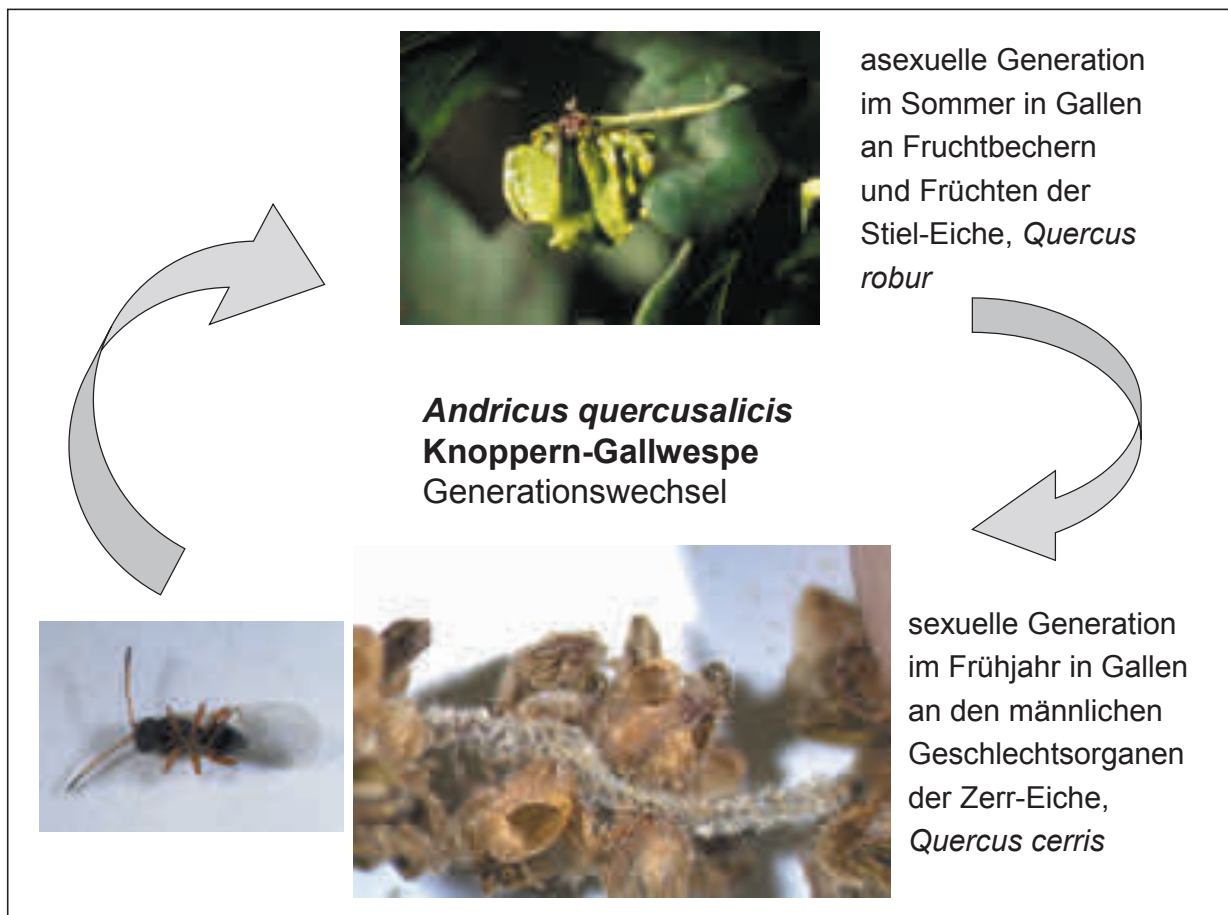 asexuelle Generation
im Sommer in Gallen
an Fruchtbechern
und Früchten der
Stiel-Eiche, Quercus
robur
Andricus quercusalicis
Knoppern-Gallwespe
Generationswechsel
sexuelle Generation
im Frühjahr in Gallen
an den männlichen
Geschlechtsorganen
der Zerr-Eiche,
Quercus cerris